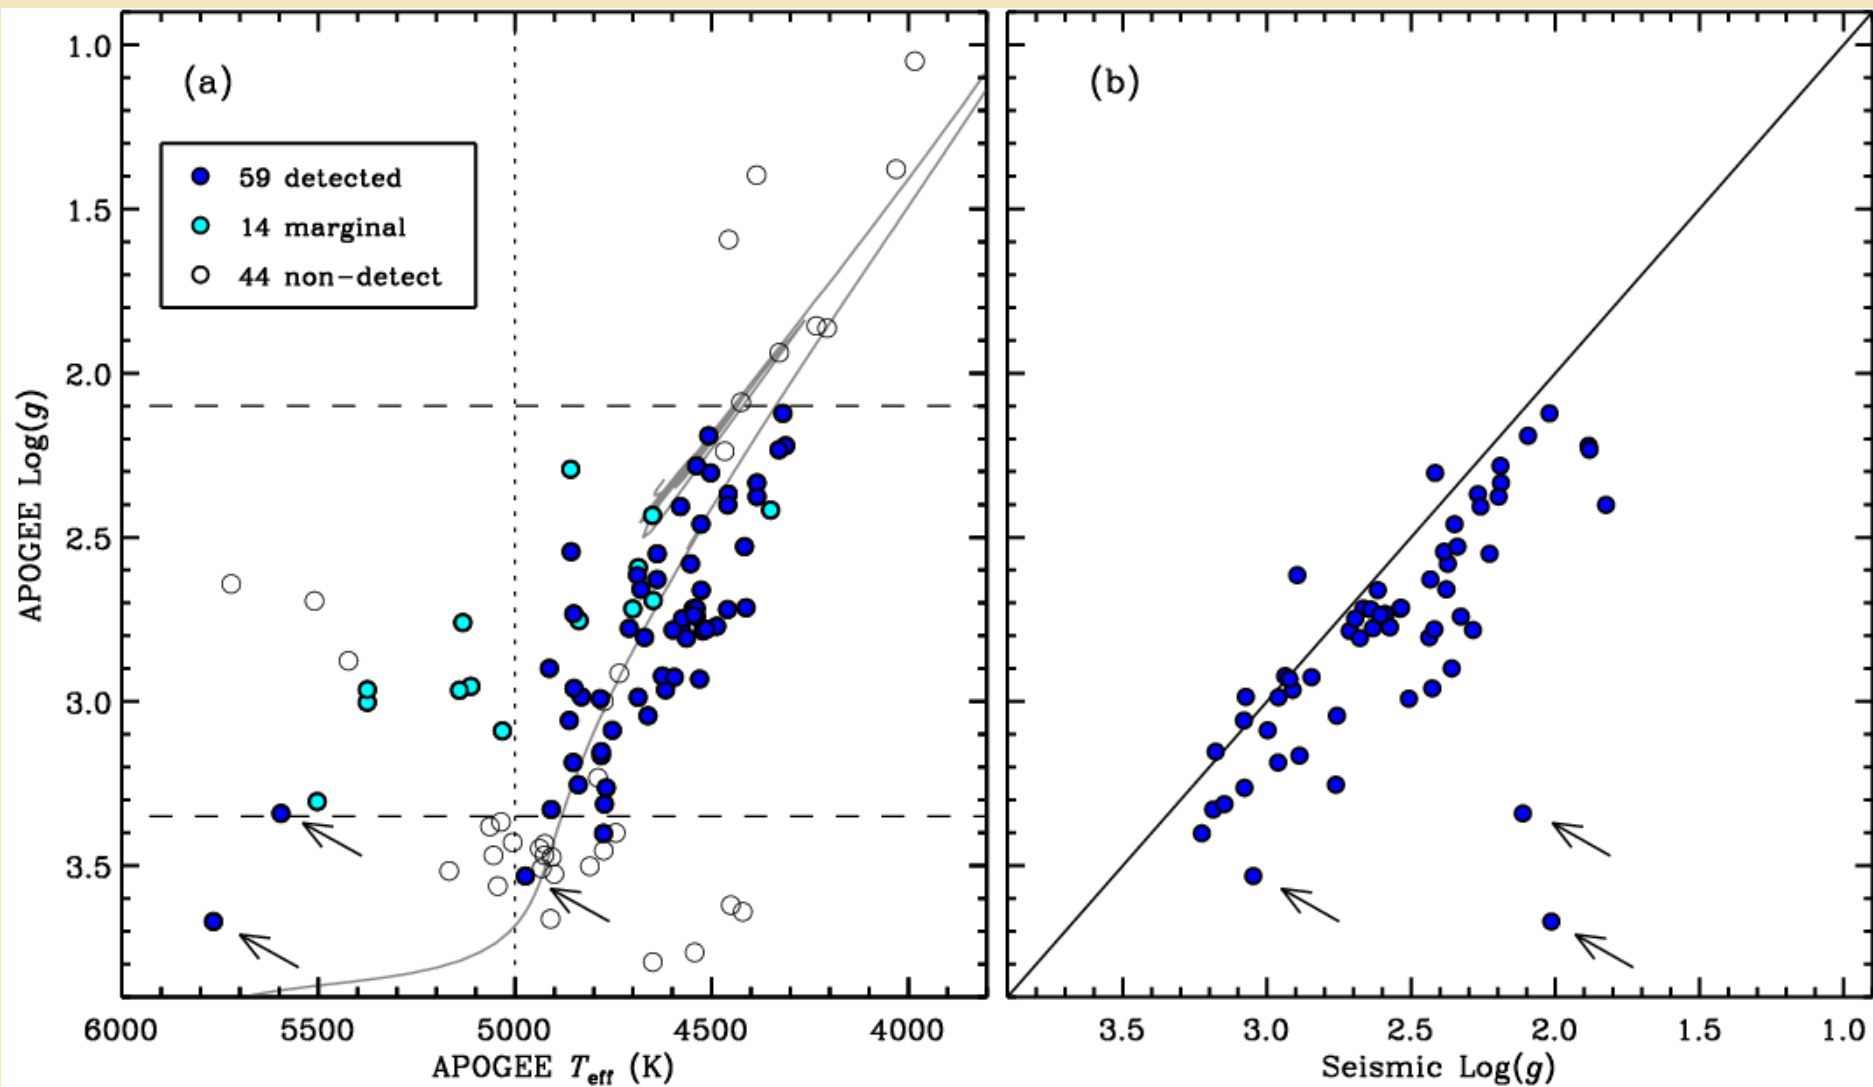 (a)
59 detected
14 marginal
44 non-detect
1.0
1.5
2.0
2.5
3.0
3.5
APOGEE Log(g)
6000 5500 5000 4500 4000
APOGEE Teff (K)
(b)
3.5 3.0 2.5 2.0 1.5 1.0
Seismic Log(g)